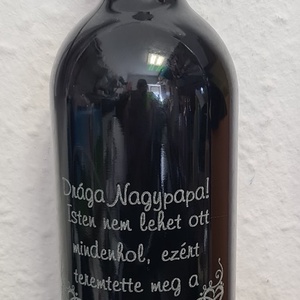 Drága Nagypapa!
Isten nem lehet ott
mindenhol, ezért
teremtette meg a